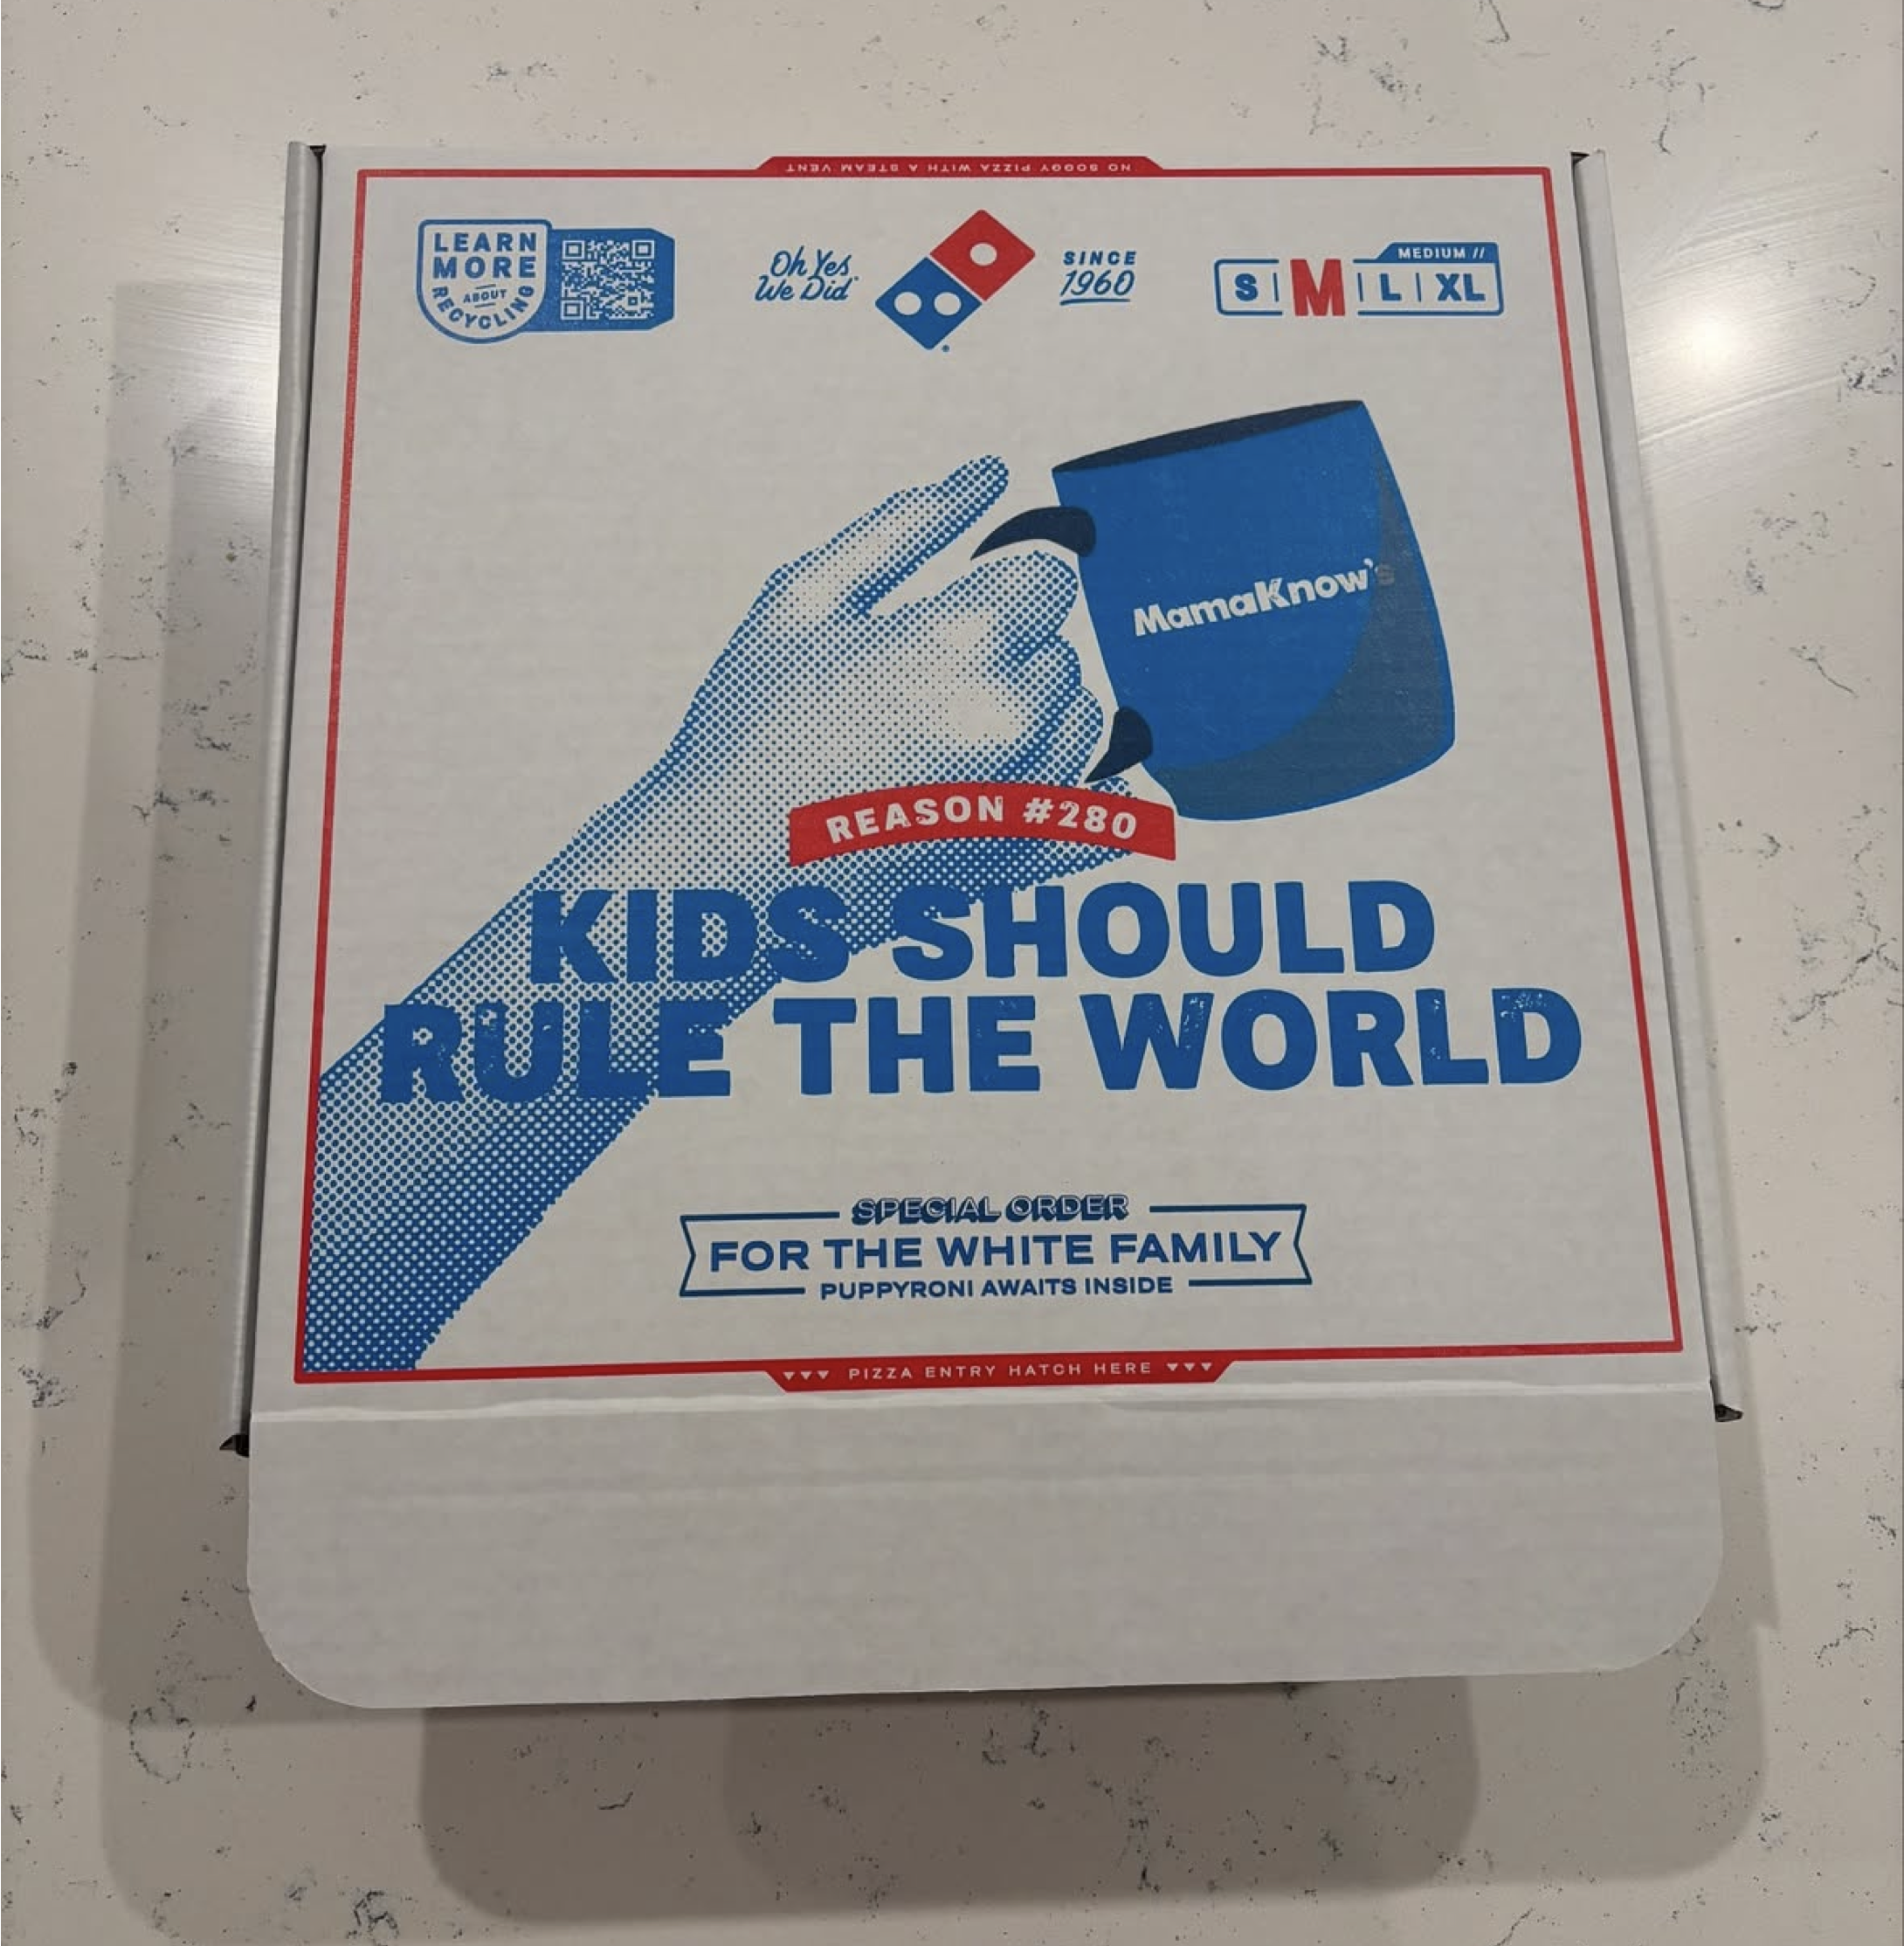 NO SOGGY PIZZA WITH A STEAM VENT
LEARN
MORE
ABOUT
RECYCLING
Oh Yes
We Did
SINCE
1960
MEDIUM //
S | M | L | XL
MamaKnow's
REASON #280
KIDS SHOULD
RULE THE WORLD
SPECIAL ORDER
FOR THE WHITE FAMILY
PUPPYRONI AWAITS INSIDE
PIZZA ENTRY HATCH HERE